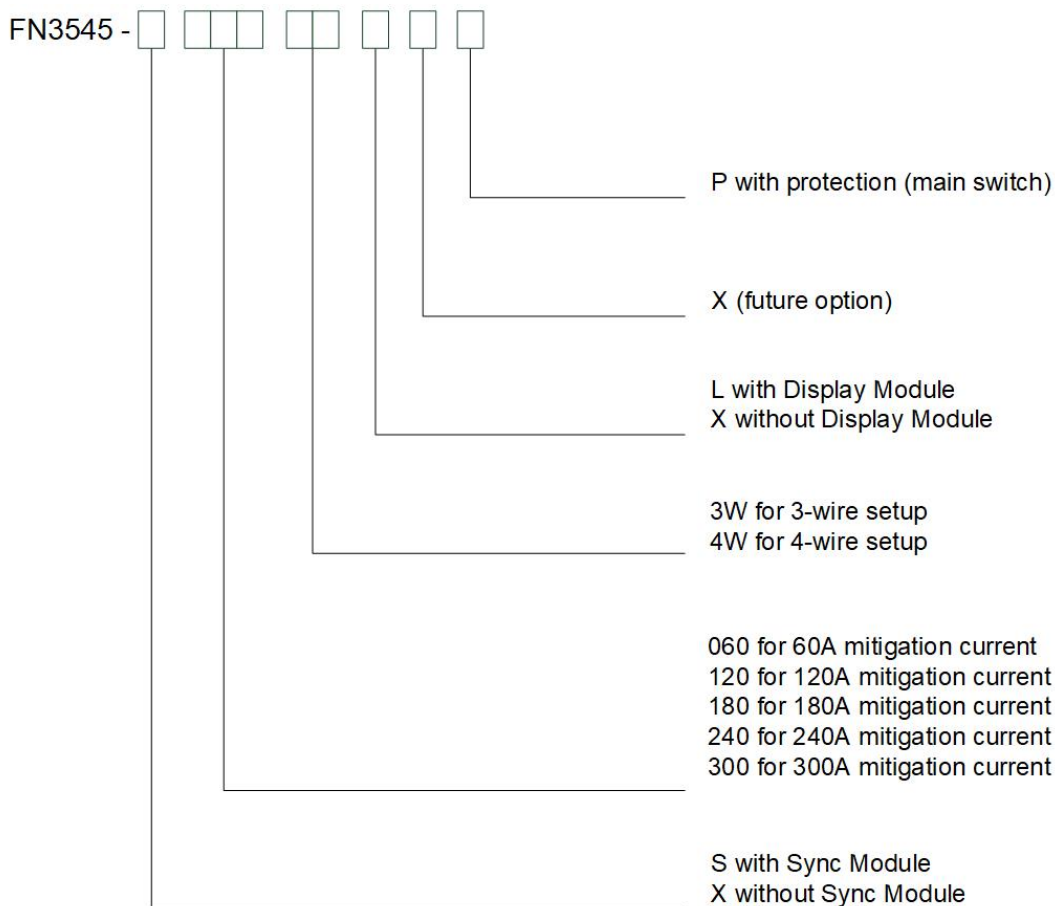 FN3545 -
P with protection (main switch)
X (future option)
L with Display Module
X without Display Module
3W for 3-wire setup
4W for 4-wire setup
060 for 60A mitigation current
120 for 120A mitigation current
180 for 180A mitigation current
240 for 240A mitigation current
300 for 300A mitigation current
S with Sync Module
X without Sync Module